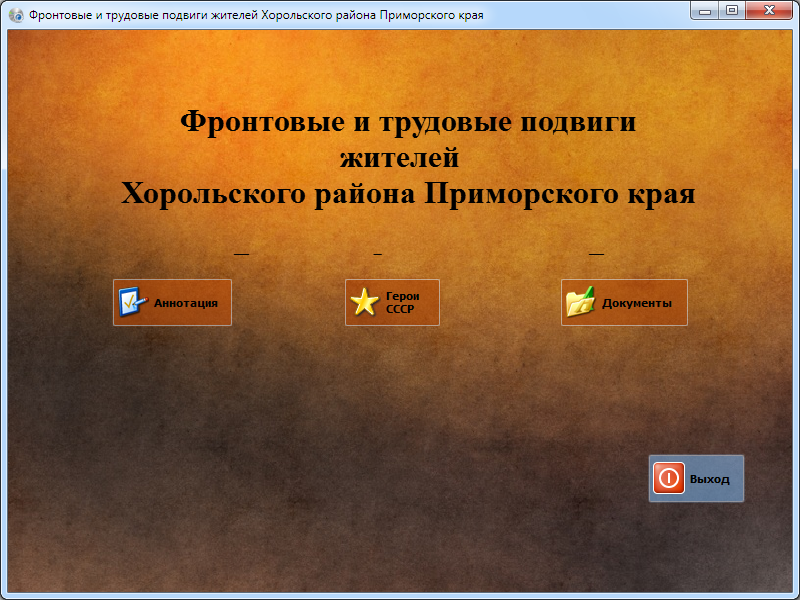 Фронтовые и трудовые подвиги жителей Хорольского района Приморского края
Фронтовые и трудовые подвиги
жителей
Хорольского района Приморского края
Аннотация
Герои
СССР
Документы
Выход